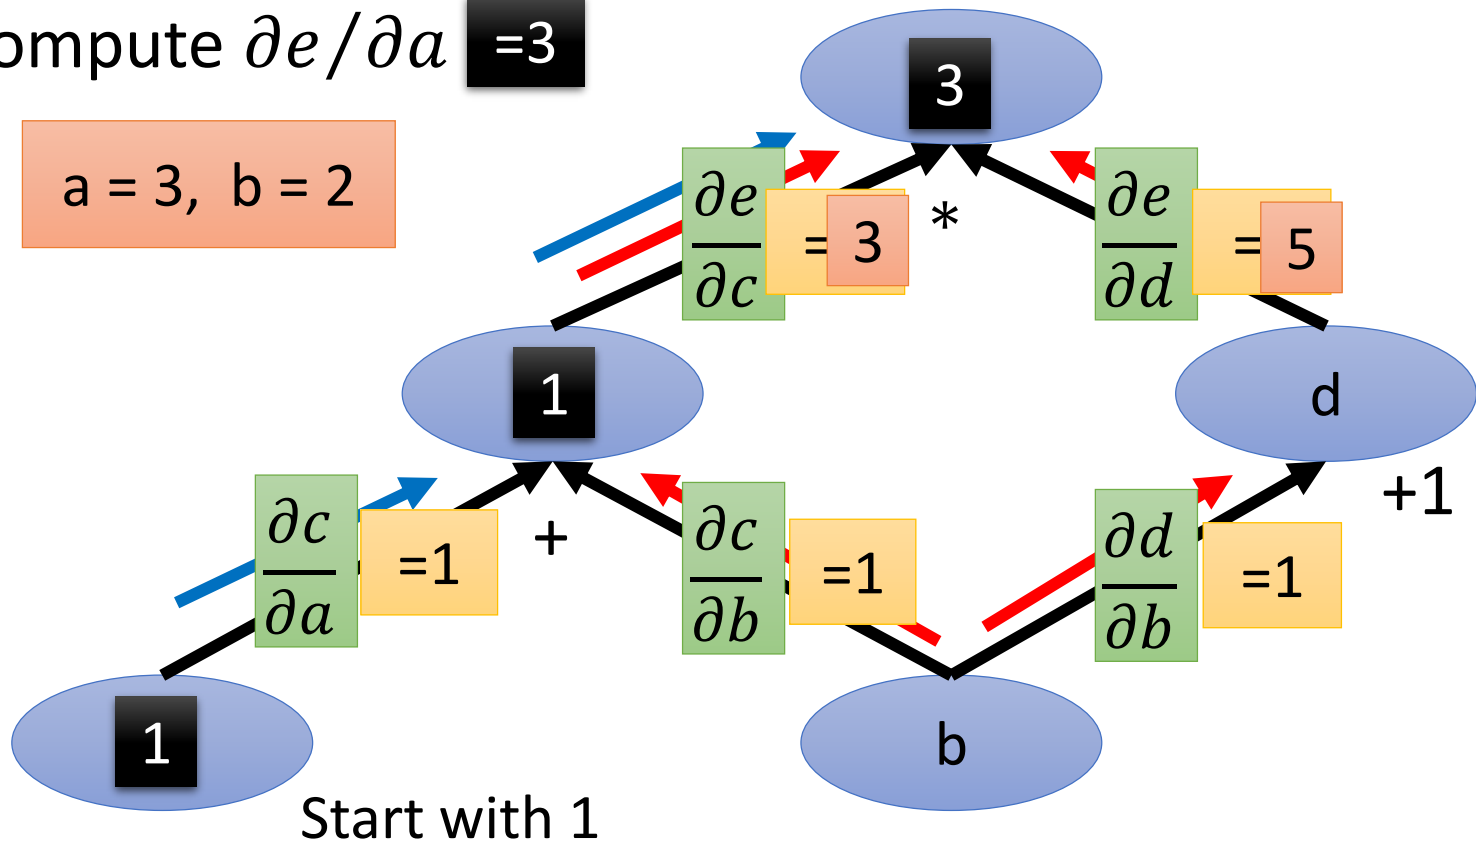 ompute ∂e/∂a =3
a = 3, b = 2
3
∂e/∂c =3
*
∂e/∂d =5
1
d
+1
∂c/∂a =1
+
∂c/∂b =1
∂d/∂b =1
1
b
Start with 1